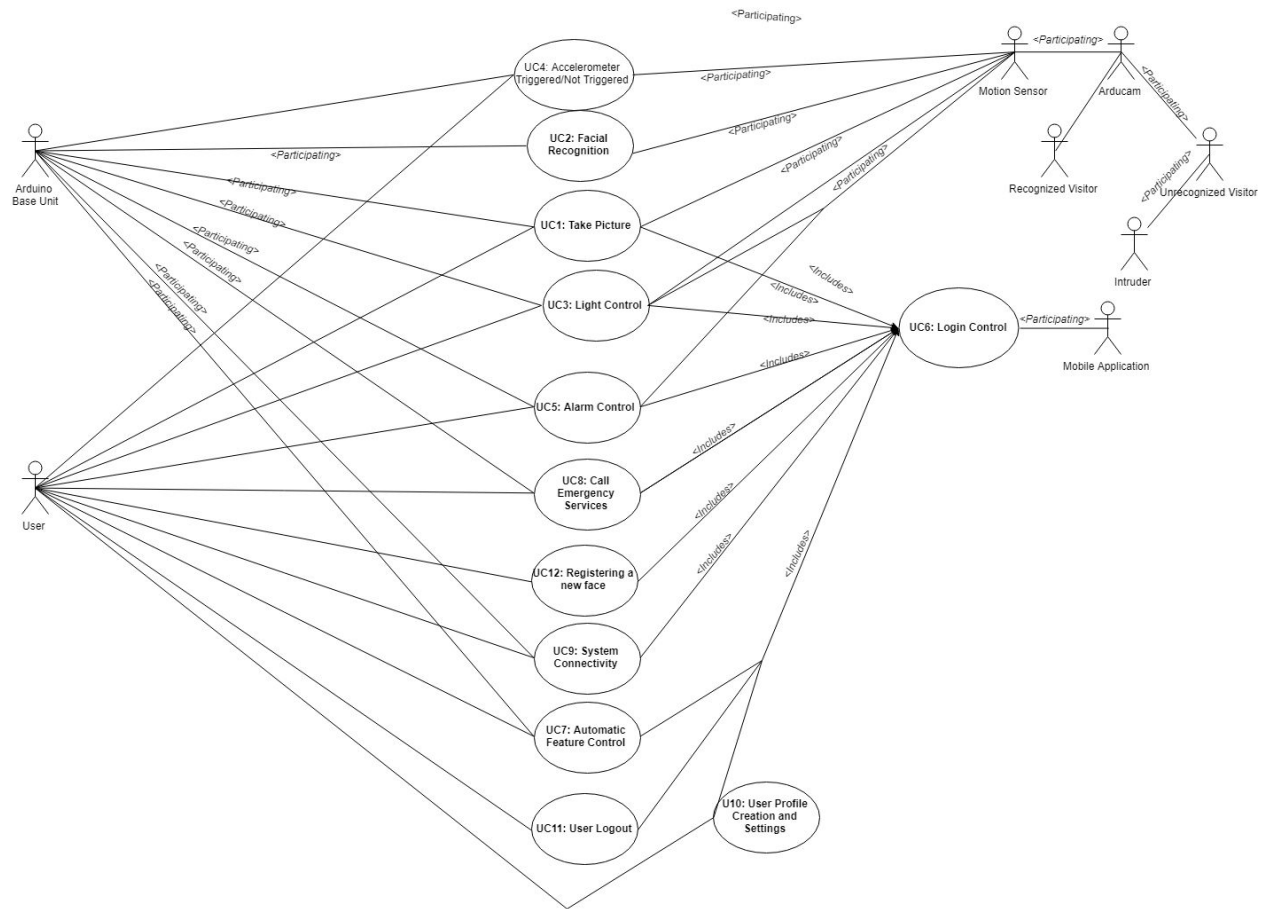 <Participating>
<Participating>
Motion Sensor
Arducam
UC4: Accelerometer
Triggered/Not Triggered
<Participating>
<Participating>
<Participating>
UC2: Facial
Recognition
<Participating>
Arduino
Base Unit
<Participating>
<Participating>
<Participating>
Recognized Visitor
Unrecognized Visitor
<Participating>
<Participating>
<Participating>
UC1: Take Picture
<Participating>
<Participating>
<Participating>
<Participating>
<Includes>
<Includes>
Intruder
UC3: Light Control
<Includes>
UC6: Login Control
<Participating>
Mobile Application
<Includes>
UC5: Alarm Control
<Includes>
UC8: Call
Emergency
Services
User
<Includes>
<Includes>
<Includes>
UC12: Registering a
new face
UC9: System
Connectivity
UC7: Automatic
Feature Control
U10: User Profile
Creation and
Settings
UC11: User Logout